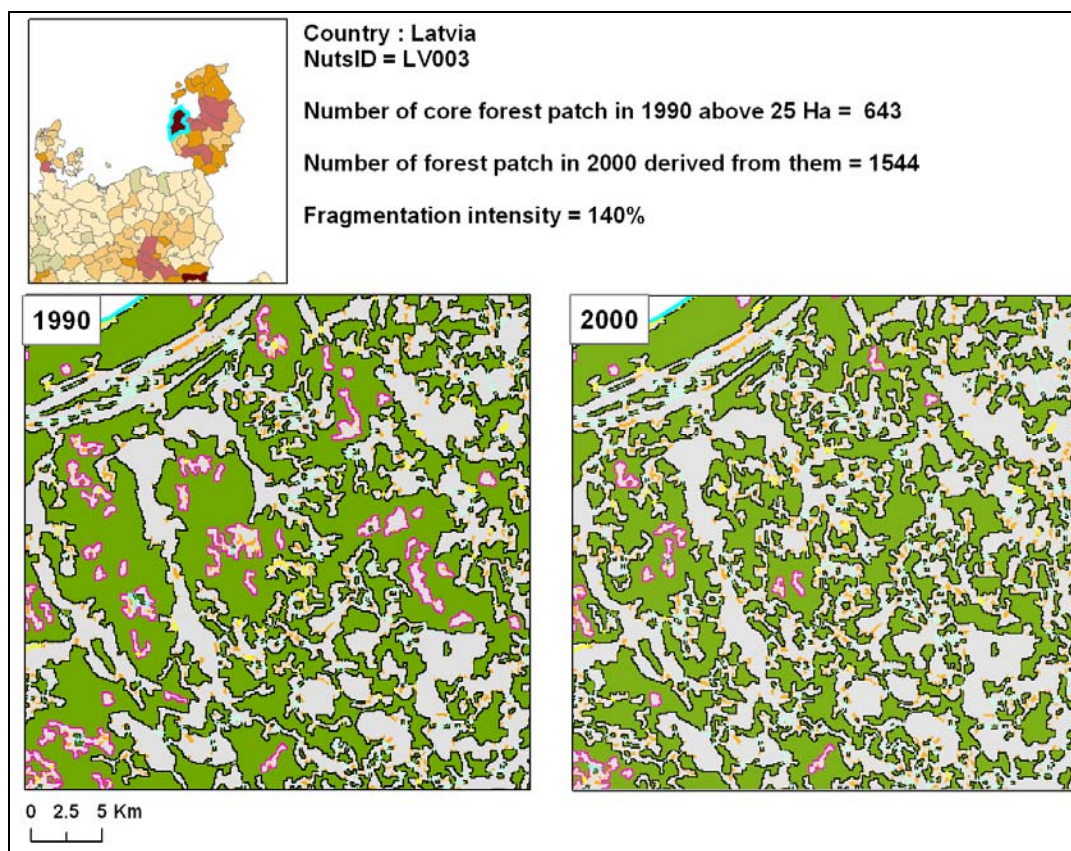 Country : Latvia
NutsID = LV003
Number of core forest patch in 1990 above 25 Ha = 643
Number of forest patch in 2000 derived from them = 1544
Fragmentation intensity = 140%
1990
2000
0 2.5 5 Km